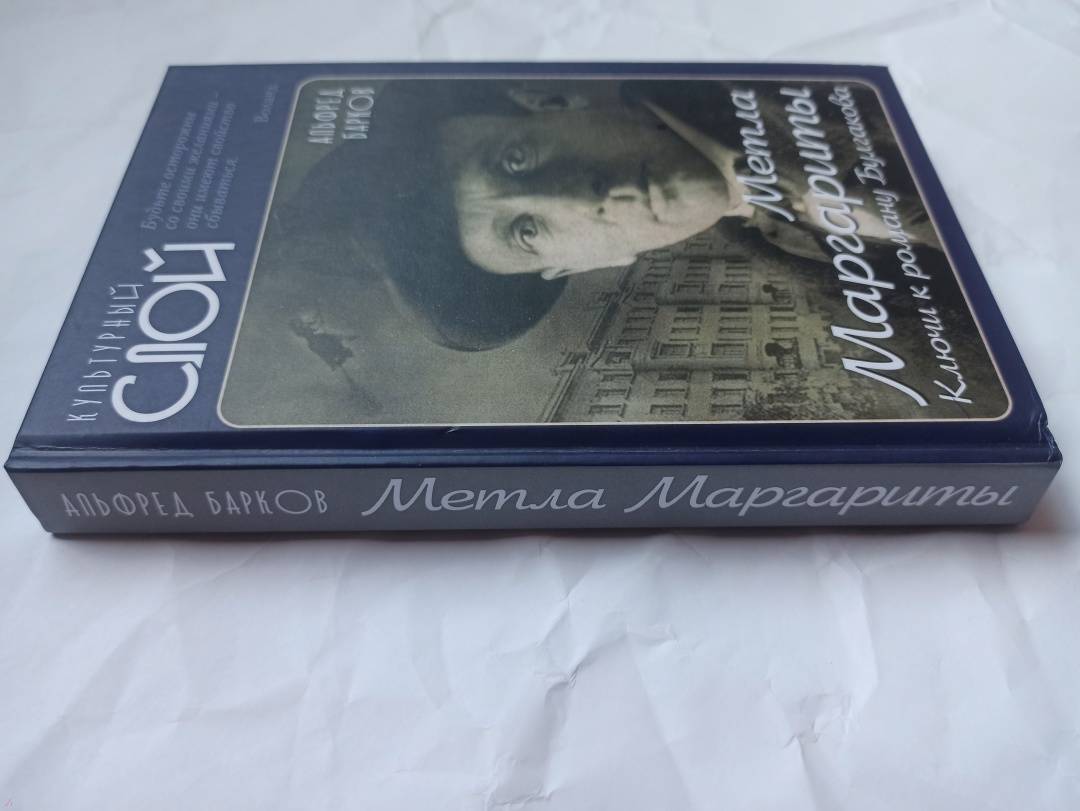 КУЛЬТУРНЫЙ
СЛОЙ
Будьте осторожны
со своими желаниями —
они имеют свойство
сбываться.
Воланд
АЛЬФРЕД
БАРКОВ
Метла
Маргариты
Ключи к роману Булгакова
АЛЬФРЕД БАРКОВ Метла Маргариты